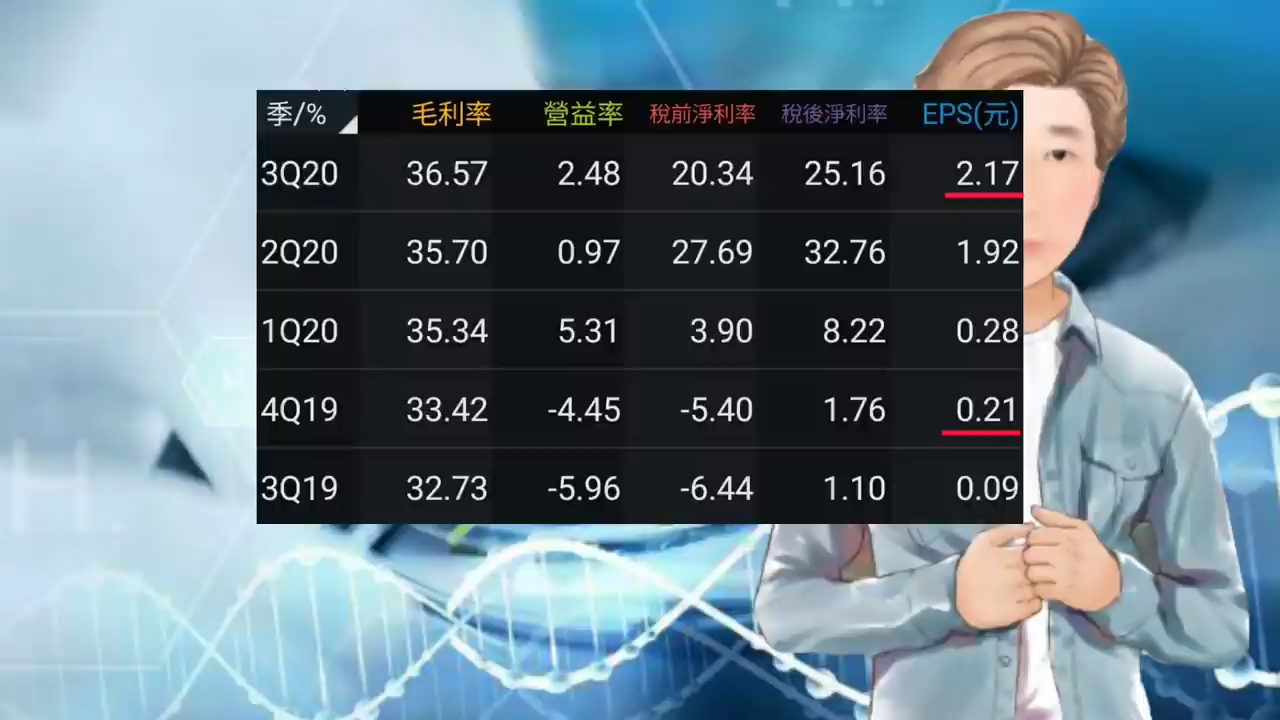 季/% 毛利率 營益率 稅前淨利率 稅後淨利率 EPS(元)
3Q20 36.57 2.48 20.34 25.16 2.17
2Q20 35.70 0.97 27.69 32.76 1.92
1Q20 35.34 5.31 3.90 8.22 0.28
4Q19 33.42 -4.45 -5.40 1.76 0.21
3Q19 32.73 -5.96 -6.44 1.10 0.09
H